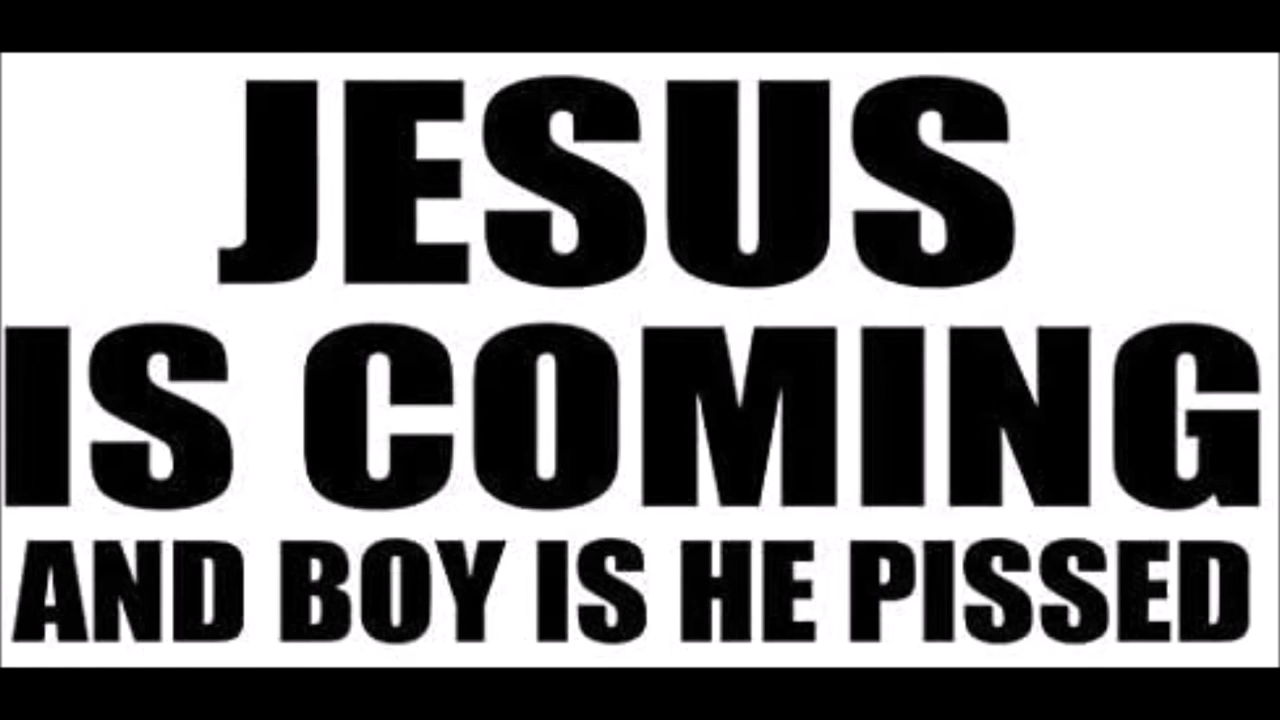 JESUS
IS COMING
AND BOY IS HE PISSED